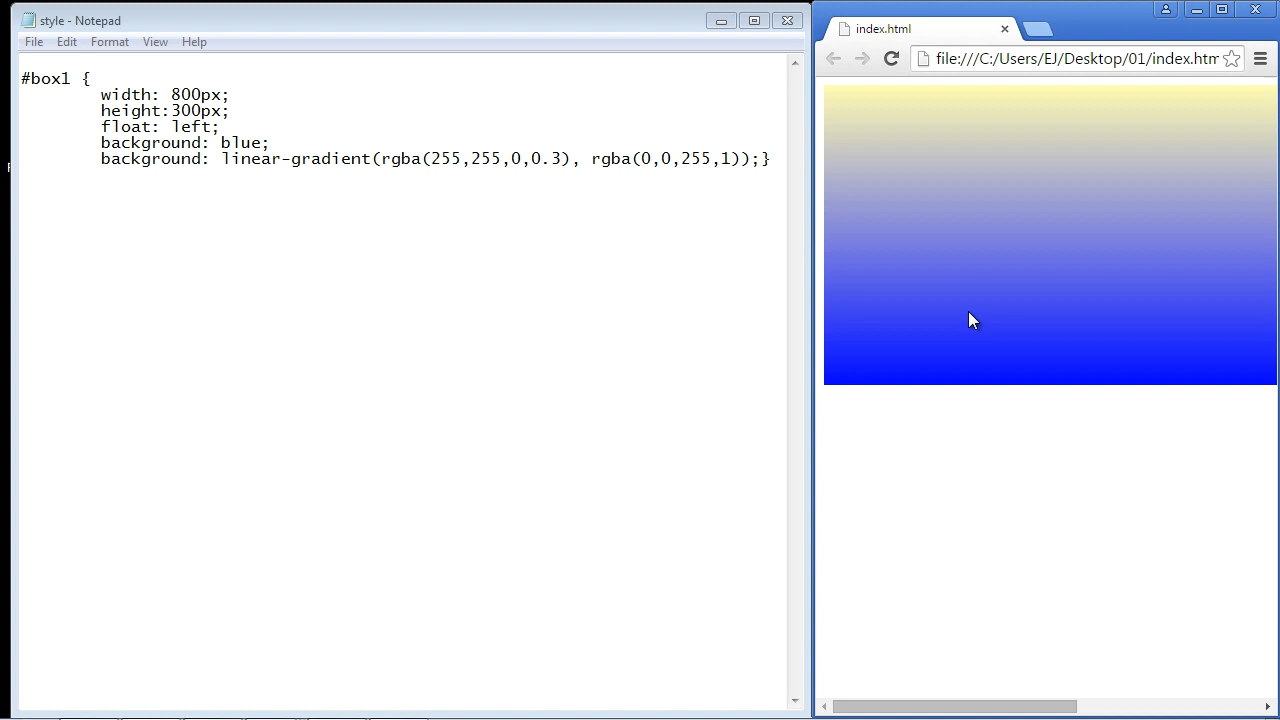 style - Notepad
File Edit Format View Help
#box1 {
width: 800px;
height:300px;
float: left;
background: blue;
background: linear-gradient(rgba(255,255,0,0.3), rgba(0,0,255,1));}
index.html
file:///C:/Users/EJ/Desktop/01/index.htm